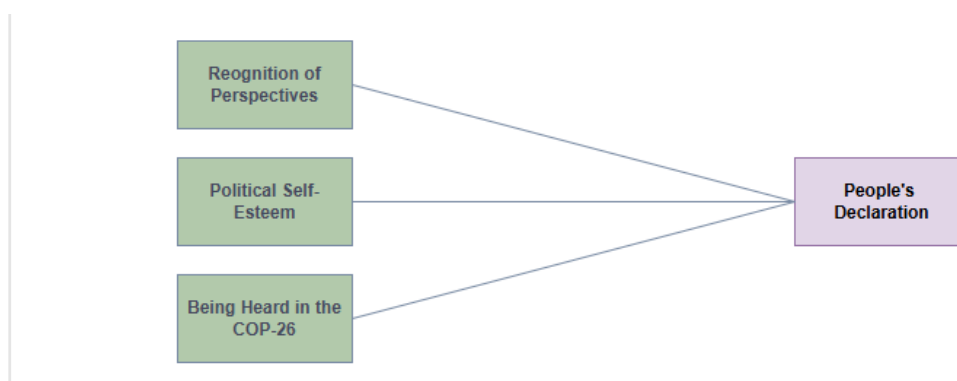 Reognition of
Perspectives
Political Self-
Esteem
Being Heard in the
COP-26
People's
Declaration